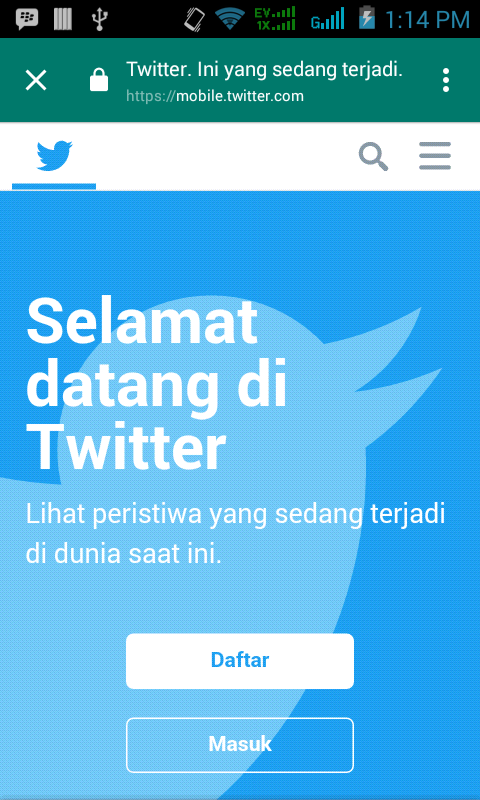 EV
1X
G
1:14 PM
Twitter. Ini yang sedang terjadi.
https://mobile.twitter.com
Selamat
datang di
Twitter
Lihat peristiwa yang sedang terjadi
di dunia saat ini.
Daftar
Masuk